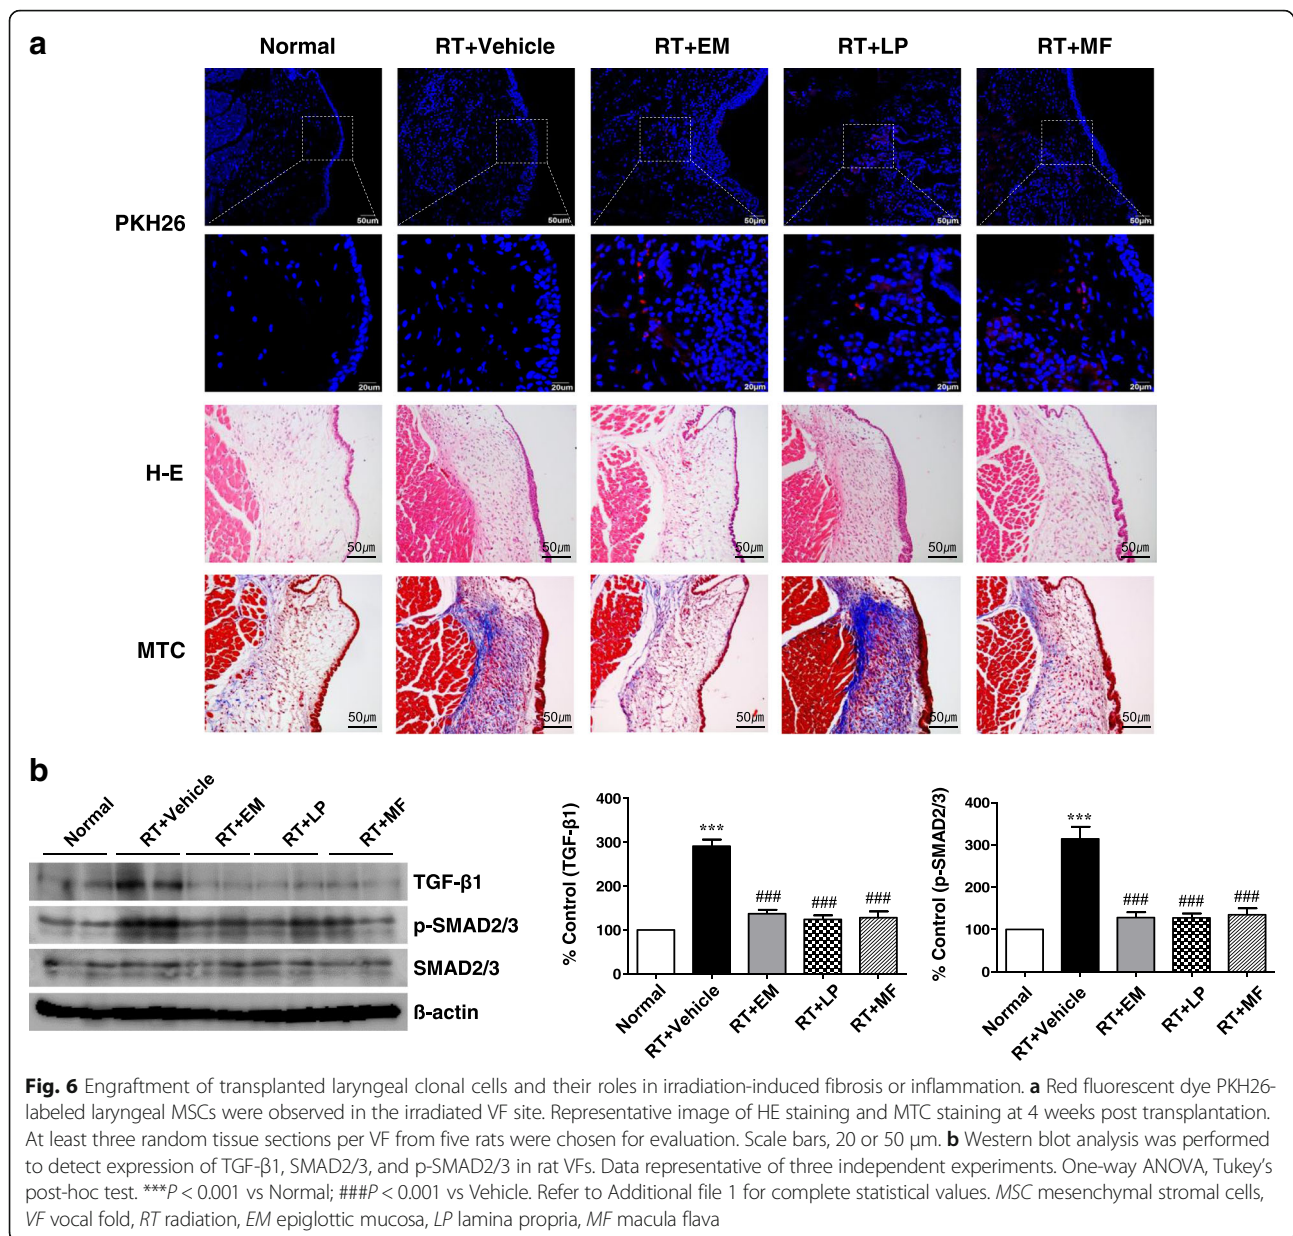 a
Normal RT+Vehicle RT+EM RT+LP RT+MF
PKH26
50um 50um 50µm 50µm 50µm
20um 20um 20µm 20µm 20µm
H-E
50µm 50µm 50µm 50µm 50µm
MTC
50µm 50µm 50µm 50µm 50µm
b
Normal RT+Vehicle RT+EM RT+LP RT+MF
TGF-β1
p-SMAD2/3
SMAD2/3
ß-actin
% Control (TGF-β1)
400
300
200
100
0
***
### ### ###
Normal RT+Vehicle RT+EM RT+LP RT+MF
% Control (p-SMAD2/3)
400
300
200
100
0
***
### ### ###
Normal RT+Vehicle RT+EM RT+LP RT+MF
Fig. 6 Engraftment of transplanted laryngeal clonal cells and their roles in irradiation-induced fibrosis or inflammation. a Red fluorescent dye PKH26-
labeled laryngeal MSCs were observed in the irradiated VF site. Representative image of HE staining and MTC staining at 4 weeks post transplantation.
At least three random tissue sections per VF from five rats were chosen for evaluation. Scale bars, 20 or 50 µm. b Western blot analysis was performed
to detect expression of TGF-β1, SMAD2/3, and p-SMAD2/3 in rat VFs. Data representative of three independent experiments. One-way ANOVA, Tukey's
post-hoc test. ***P < 0.001 vs Normal; ###P < 0.001 vs Vehicle. Refer to Additional file 1 for complete statistical values. MSC mesenchymal stromal cells,
VF vocal fold, RT radiation, EM epiglottic mucosa, LP lamina propria, MF macula flava